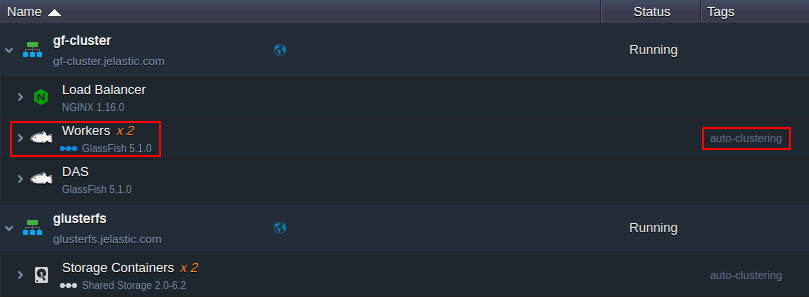 Name Status Tags
gf-cluster Running
gf-cluster.jelastic.com
Load Balancer
NGINX 1.16.0
Workers x 2 auto-clustering
GlassFish 5.1.0
DAS
GlassFish 5.1.0
glusterfs Running
glusterfs.jelastic.com
Storage Containers x 2 auto-clustering
Shared Storage 2.0-6.2